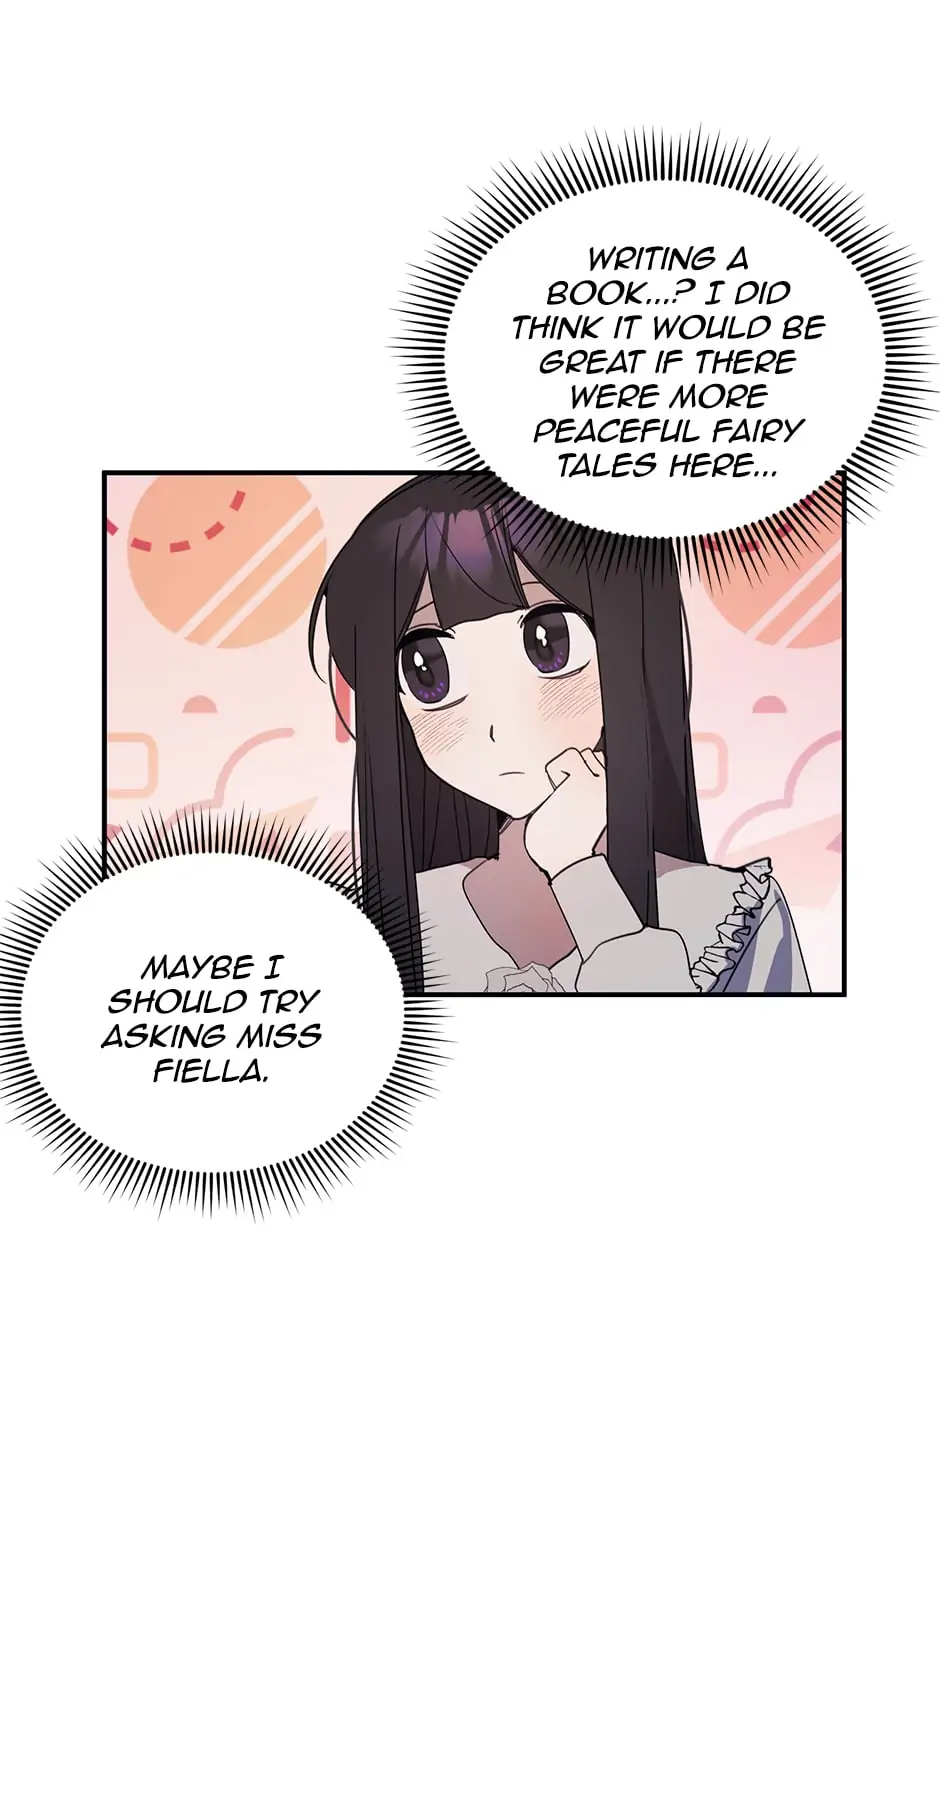 WRITING A
BOOK...? I DID
THINK IT WOULD BE
GREAT IF THERE
WERE MORE
PEACEFUL FAIRY
TALES HERE...
MAYBE I
SHOULD TRY
ASKING MISS
FIELLA.